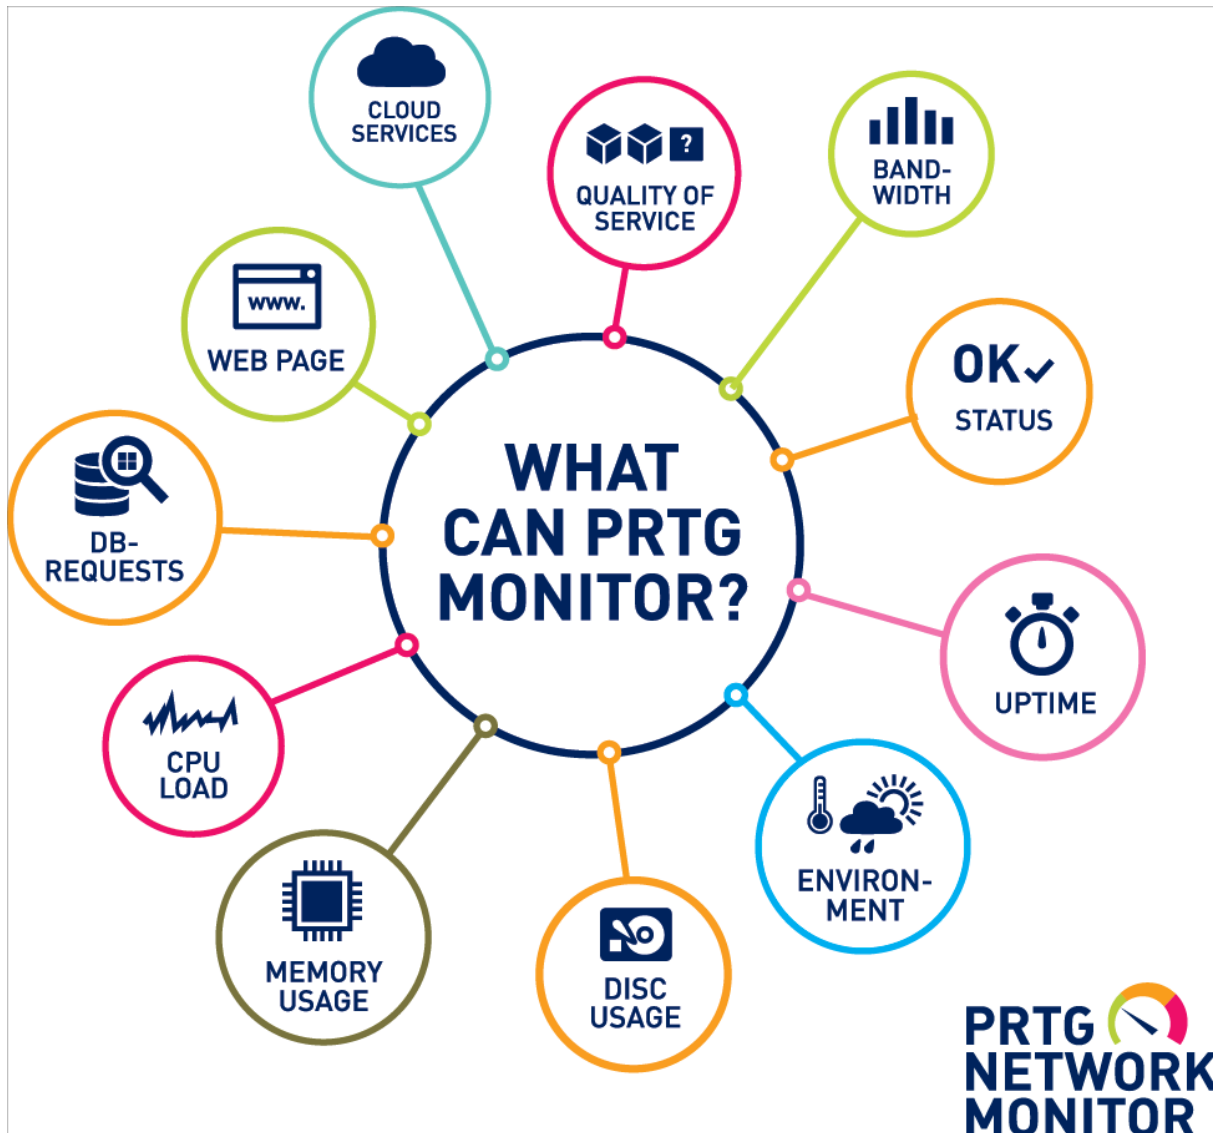 CLOUD
SERVICES
?
QUALITY OF
SERVICE
BAND-
WIDTH
www.
WEB PAGE
OK
STATUS
WHAT
CAN PRTG
MONITOR?
DB-
REQUESTS
UPTIME
CPU
LOAD
ENVIRON-
MENT
MEMORY
USAGE
DISC
USAGE
PRTG
NETWORK
MONITOR